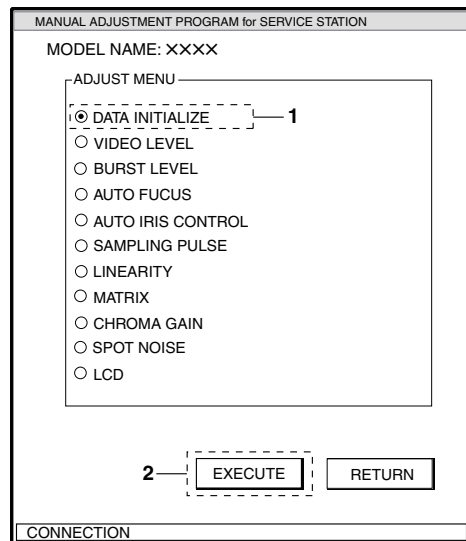 MANUAL ADJUSTMENT PROGRAM for SERVICE STATION
MODEL NAME: ××××
ADJUST MENU
DATA INITIALIZE 1
VIDEO LEVEL
BURST LEVEL
AUTO FUCUS
AUTO IRIS CONTROL
SAMPLING PULSE
LINEARITY
MATRIX
CHROMA GAIN
SPOT NOISE
LCD
2 EXECUTE RETURN
CONNECTION